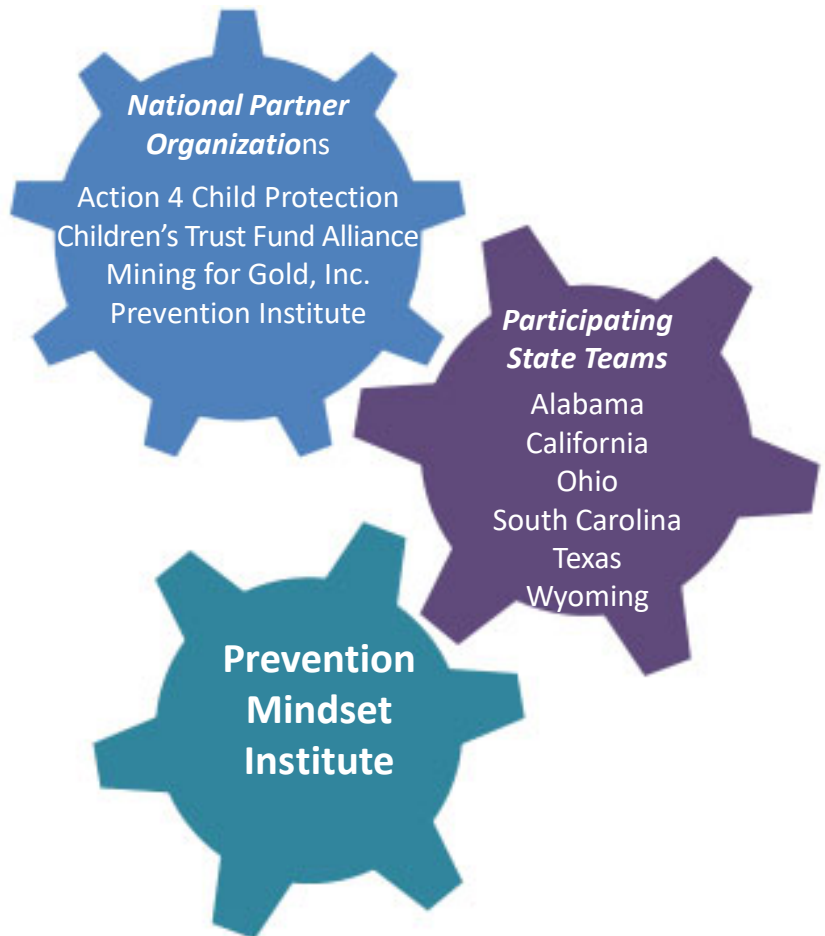 National Partner
Organizations
Action 4 Child Protection
Children's Trust Fund Alliance
Mining for Gold, Inc.
Prevention Institute
Participating
State Teams
Alabama
California
Ohio
South Carolina
Texas
Wyoming
Prevention
Mindset
Institute